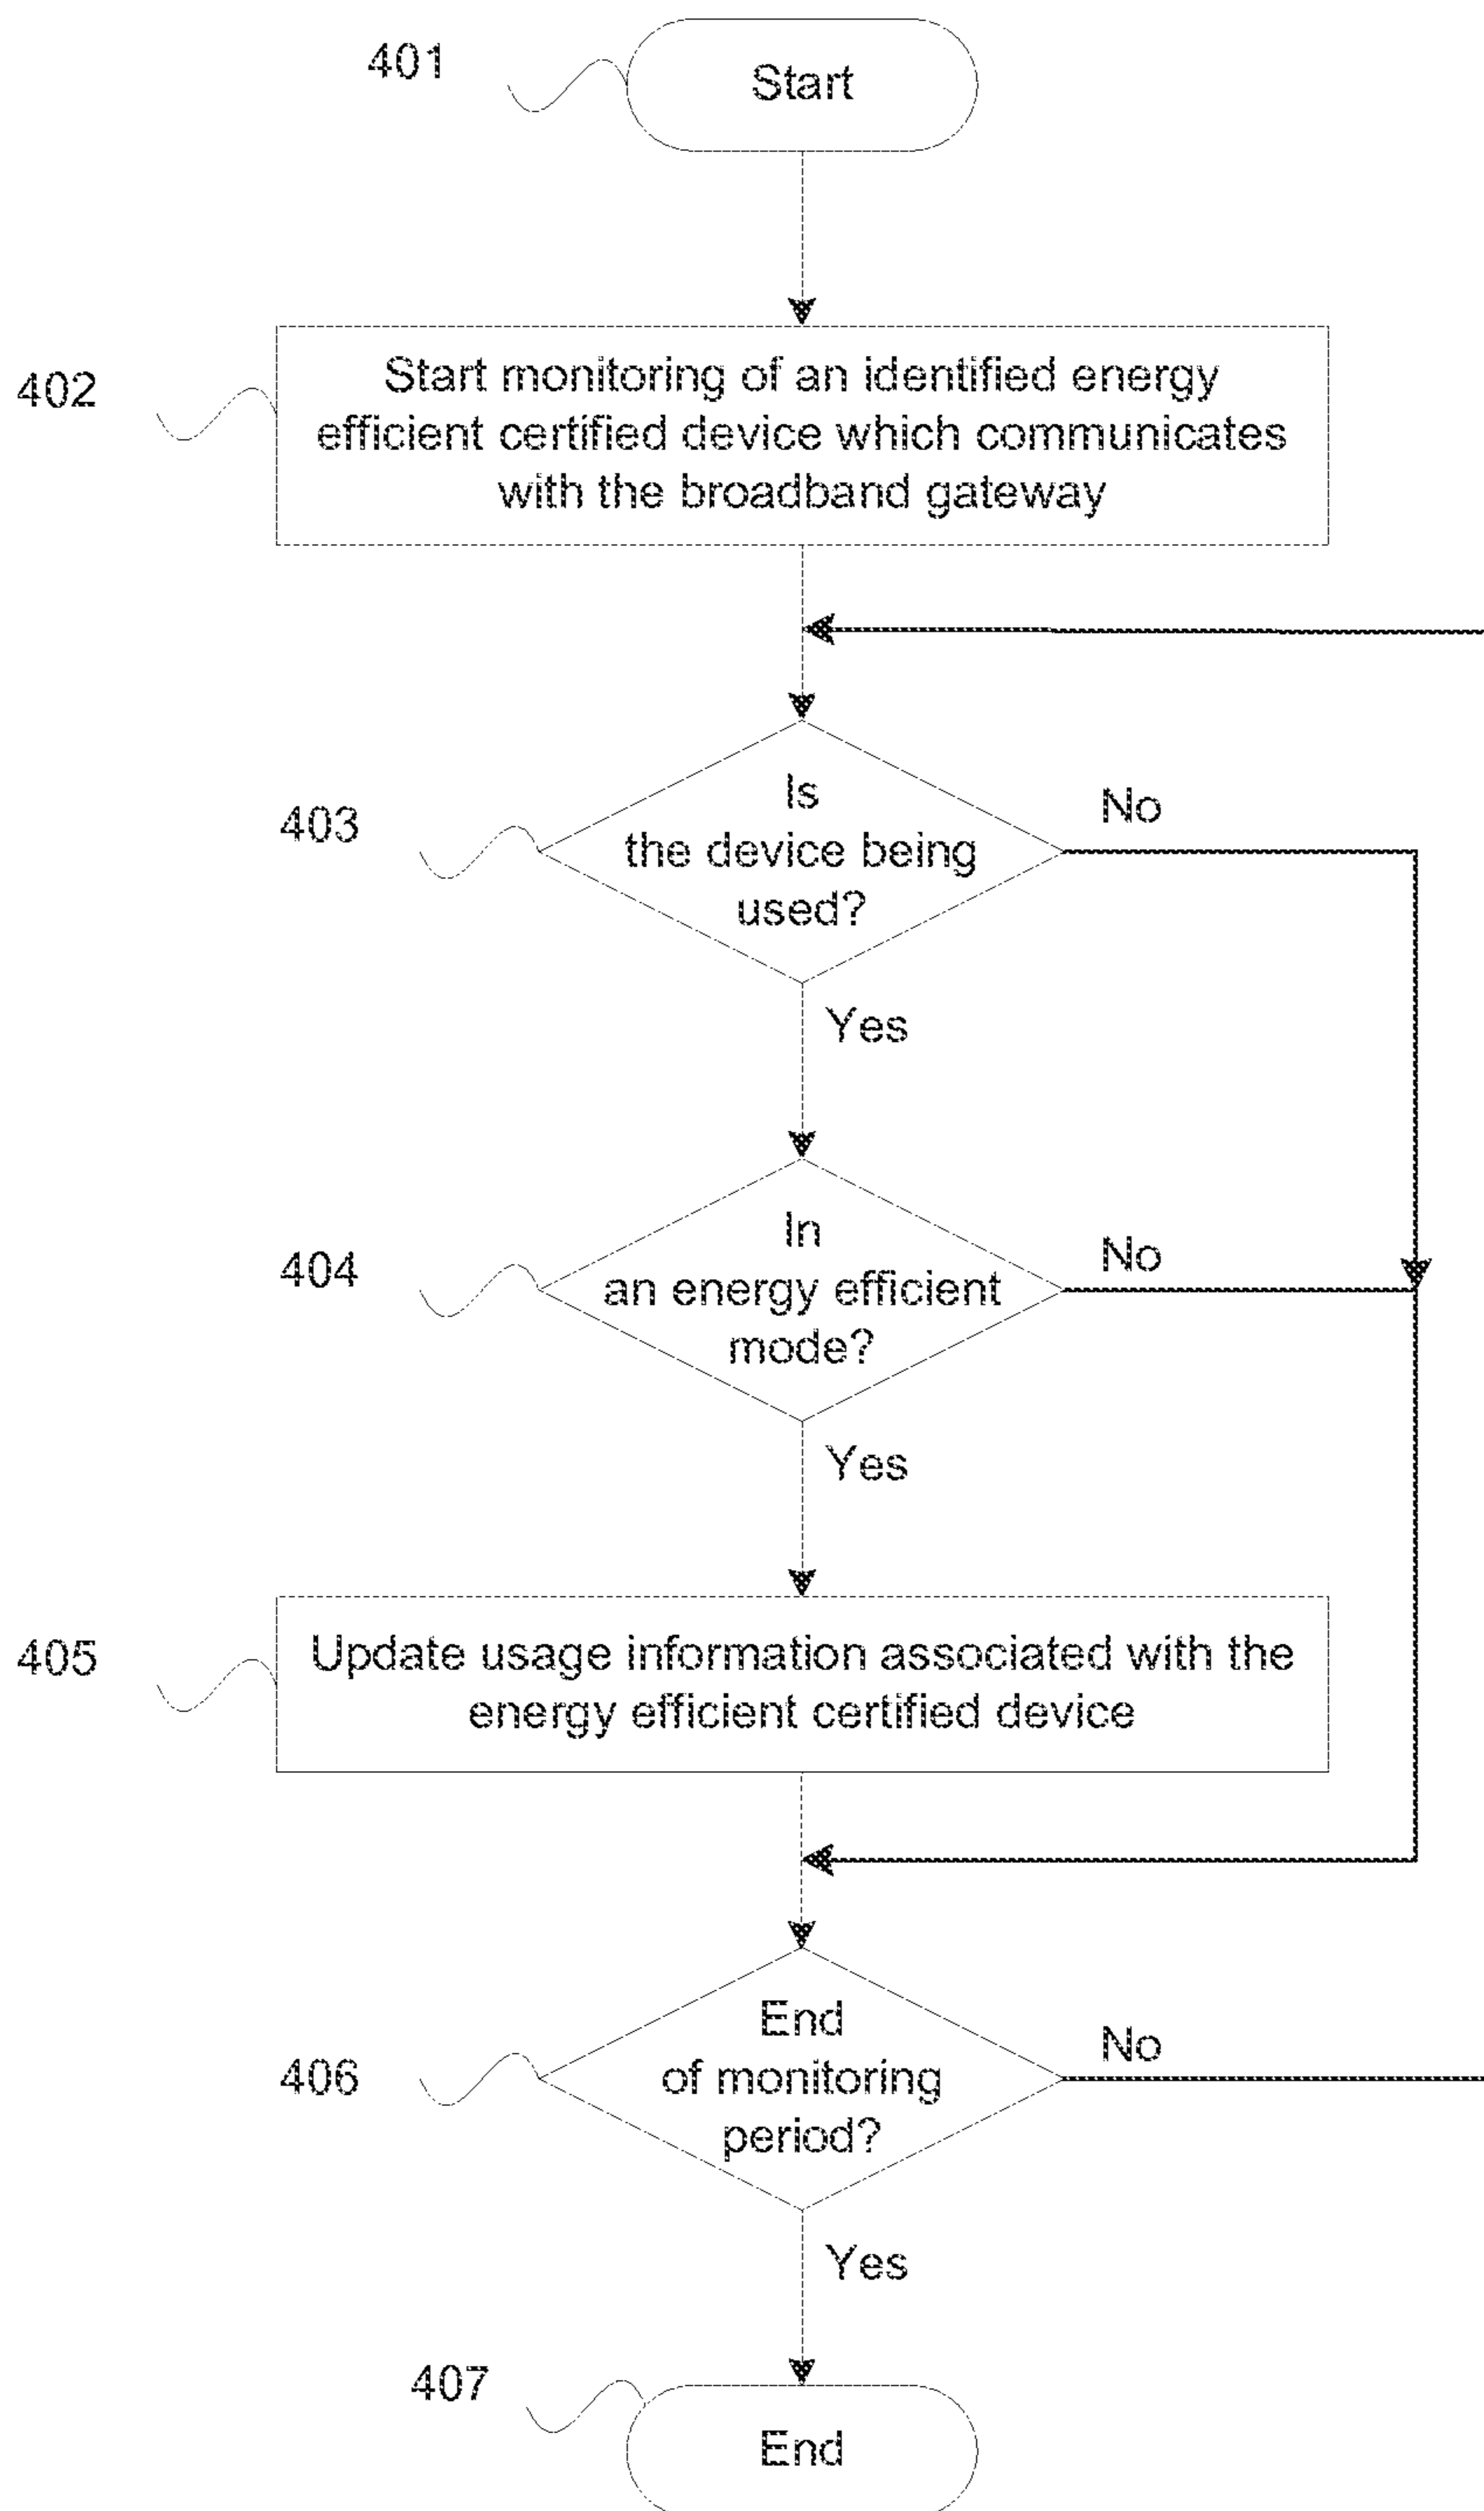 401
Start
402
Start monitoring of an identified energy
efficient certified device which communicates
with the broadband gateway
403
Is
the device being
used?
No
Yes
404
In
an energy efficient
mode?
No
Yes
405
Update usage information associated with the
energy efficient certified device
406
End
of monitoring
period?
No
Yes
407
End